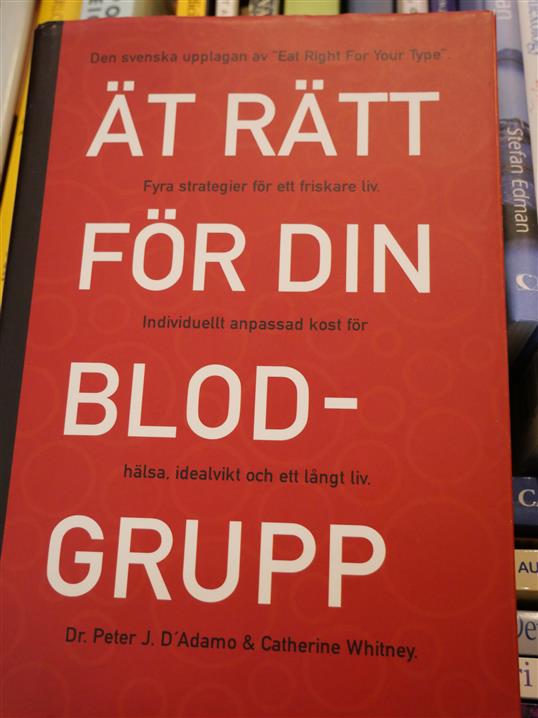 Den svenska upplagan av "Eat Right For Your Type".
ÄT RÄTT
Fyra strategier för ett friskare liv.
FÖR DIN
Individuellt anpassad kost för
BLOD-
hälsa, idealvikt och ett långt liv.
GRUPP
Dr. Peter J. D´Adamo & Catherine Whitney.
Stefan Edman